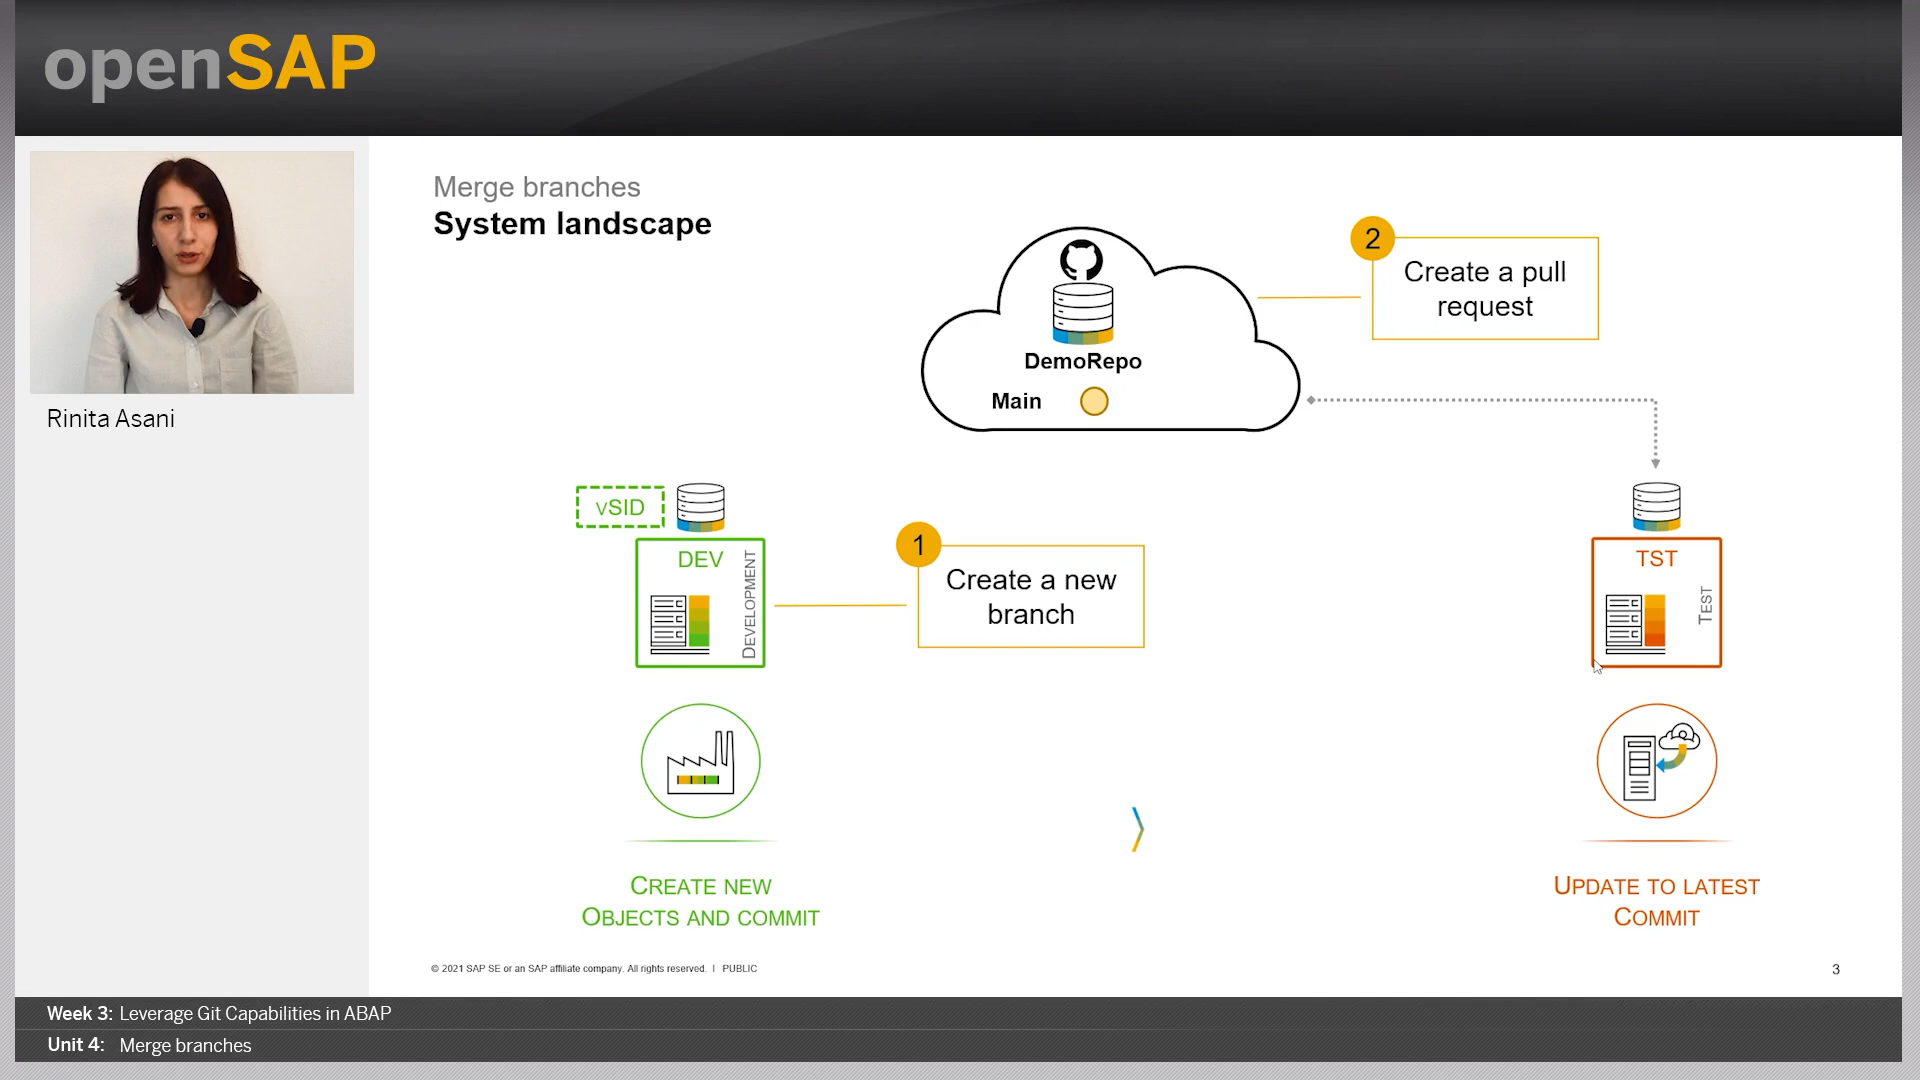 openSAP
Rinita Asani
Merge branches
System landscape
2
Create a pull
request
DemoRepo
Main
vSID
DEV
DEVELOPMENT
1
Create a new
branch
TST
TEST
CREATE NEW
OBJECTS AND COMMIT
UPDATE TO LATEST
COMMIT
© 2021 SAP SE or an SAP affiliate company. All rights reserved. | PUBLIC
3
Week 3: Leverage Git Capabilities in ABAP
Unit 4: Merge branches